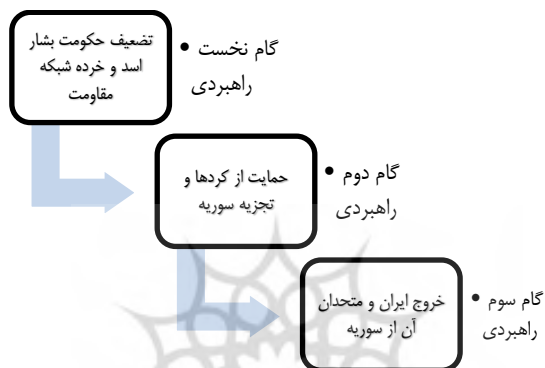 • گام نخست
راهبردی
تضعیف حکومت بشار
اسد و خرده شبکه
مقاومت
• گام دوم
راهبردی
حمایت از کردها و
تجزیه سوریه
• گام سوم
راهبردی
خروج ایران و متحدان
آن از سوریه